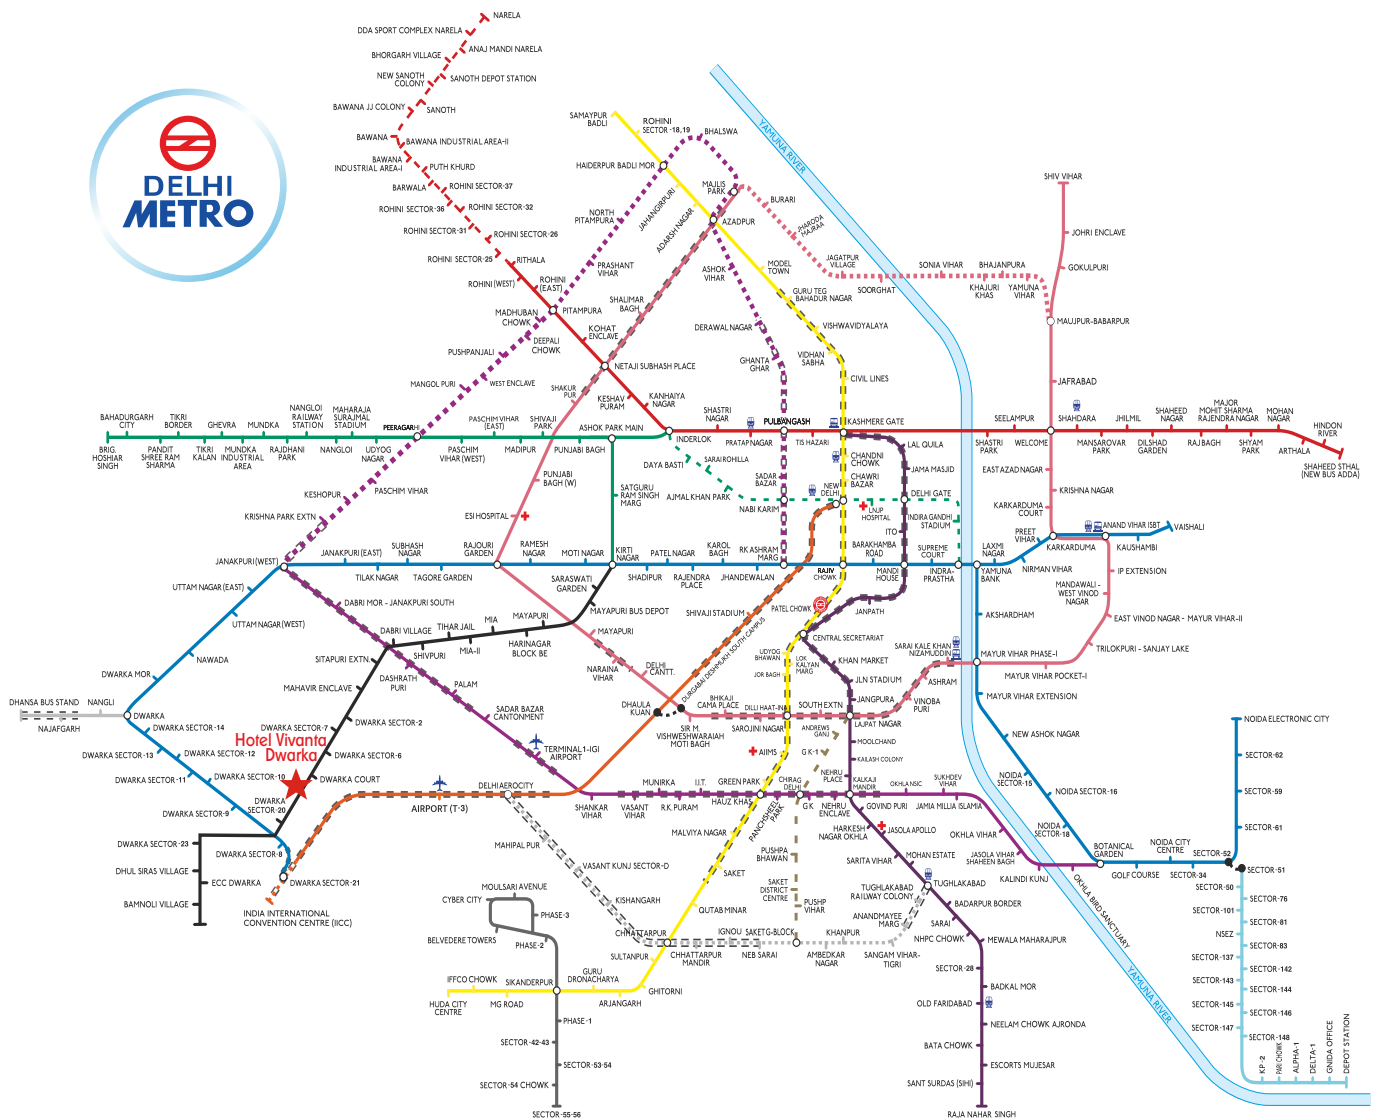 NARELA
DDA SPORT COMPLEX NARELA
ANAJ MANDI NARELA
BHORGARH VILLAGE
NEW SANOTH
COLONY
SANOTH DEPOT STATION
BAWANA JJ COLONY
SANOTH
BAWANA
BAWANA INDUSTRIAL AREA-II
BAWANA
INDUSTRIAL AREA-I
PUTH KHURD
BARWALA
ROHINI SECTOR-37
ROHINI SECTOR-36
ROHINI SECTOR-32
ROHINI SECTOR-31
ROHINI SECTOR-26
ROHINI SECTOR-25
RITHALA
ROHINI (WEST)
ROHINI
(EAST)
DELHI
METRO
SAMAYPUR
BADLI
ROHINI
SECTOR -18,19
BHALSWA
HAIDERPUR BADLI MOR
JAHANGIRPURI
ADARSH NAGAR
MAJLIS
PARK
AZADPUR
BURARI
JHARODA
MAJRAA
JAGATPUR
VILLAGE
SOORGHAT
SONIA VIHAR
KHAJURI
KHAS
BHAJANPURA
YAMUNA
VIHAR
YAMUNA RIVER
SHIV VIHAR
JOHRI ENCLAVE
GOKULPURI
MAUJPUR-BABARPUR
JAFRABAD
NORTH
PITAMPURA
PRASHANT
VIHAR
SHALIMAR
BAGH
MADHUBAN
CHOWK
PITAMPURA
KOHAT
ENCLAVE
DEEPALI
CHOWK
PUSHPANJALI
WEST ENCLAVE
MANGOL PURI
NETAJI SUBHASH PLACE
SHAKUR
PUR
KESHAV
PURAM
KANHAIYA
NAGAR
ASHOK
VIHAR
MODEL
TOWN
GURU TEG
BAHADUR NAGAR
DERAWAL NAGAR
VISHWAVIDYALAYA
GHANTA
GHAR
VIDHAN
SABHA
CIVIL LINES
BAHADURGARH
CITY
TIKRI
BORDER
GHEVRA
MUNDKA
NANGLOI
RAILWAY
STATION
MAHARAJA
SURAJMAL
STADIUM
PEERAGARHI
PASCHIM VIHAR
(EAST)
SHIVAJI
PARK
ASHOK PARK MAIN
INDERLOK
BRIG.
HOSHIAR
SINGH
PANDIT
SHREE RAM
SHARMA
TIKRI
KALAN
MUNDKA
INDUSTRIAL
AREA
RAJDHANI
PARK
NANGLOI
UDYOG
NAGAR
PASCHIM
VIHAR (WEST)
MADIPUR
PUNJABI BAGH
SHASTRI
NAGAR
PRATAP NAGAR
PULBANGASH
TIS HAZARI
KASHMERE GATE
LAL QUILA
SEELAMPUR
SHASTRI
PARK
WELCOME
SHAHDARA
MANSAROVAR
PARK
JHILMIL
DILSHAD
GARDEN
SHAHEED
NAGAR
RAJ BAGH
MAJOR
MOHIT SHARMA
RAJENDRA NAGAR
SHYAM
PARK
MOHAN
NAGAR
ARTHALA
HINDON
RIVER
SHAHEED STHAL
(NEW BUS ADDA)
DAYA BASTI
SARAI ROHILLA
AJMAL KHAN PARK
SADAR
BAZAR
NABI KARIM
CHANDNI
CHOWK
CHAWRI
BAZAR
NEW
DELHI
LNJP
HOSPITAL
JAMA MASJID
DELHI GATE
INDIRA GANDHI
STADIUM
ITO
EAST AZAD NAGAR
KRISHNA NAGAR
KARKARDUMA
COURT
PREET
VIHAR
KARKARDUMA
ANAND VIHAR ISBT
VAISHALI
KAUSHAMBI
PASCHIM VIHAR
KESHOPUR
KRISHNA PARK EXTN
PUNJABI
BAGH (W)
SATGURU
RAM SINGH
MARG
ESI HOSPITAL
JANAKPURI (WEST)
JANAKPURI (EAST)
TILAK NAGAR
SUBHASH
NAGAR
TAGORE GARDEN
RAJOURI
GARDEN
RAMESH
NAGAR
MOTI NAGAR
KIRTI
NAGAR
SHADIPUR
PATEL NAGAR
RAJENDRA
PLACE
KAROL
BAGH
JHANDEWALAN
RK ASHRAM
MARG
RAJIV
CHOWK
BARAKHAMBA
ROAD
MANDI
HOUSE
SUPREME
COURT
INDRA-
PRASTHA
YAMUNA
BANK
LAXMI
NAGAR
NIRMAN VIHAR
IP EXTENSION
MANDAWALI -
WEST VINOD
NAGAR
EAST VINOD NAGAR - MAYUR VIHAR-II
TRILOKPURI - SANJAY LAKE
UTTAM NAGAR (EAST)
UTTAM NAGAR (WEST)
NAWADA
DWARKA MOR
DWARKA
DABRI MOR - JANAKPURI SOUTH
SARASWATI
GARDEN
MAYAPURI BUS DEPOT
MAYAPURI
HARINAGAR
BLOCK BE
MIA
MIA-II
TIHAR JAIL
SHIVPURI
DABRI VILLAGE
SITAPURI EXTN.
DASHRATH
PURI
MAHAVIR ENCLAVE
PALAM
DWARKA SECTOR-2
SADAR BAZAR
CANTONMENT
MAYAPURI
NARAINA
VIHAR
DELHI
CANTT.
SHIVAJI STADIUM
DURGABAI DESHMUKH SOUTH CAMPUS
DHAULA
KUAN
PATEL CHOWK
JANPATH
CENTRAL SECRETARIAT
UDYOG
BHAWAN
LOK
KALYAN
MARG
JOR BAGH
KHAN MARKET
JLN STADIUM
JANGPURA
AKSHARDHAM
SARAI KALE KHAN
NIZAMUDDIN
MAYUR VIHAR PHASE-I
MAYUR VIHAR POCKET-I
ASHRAM
VINOBA
PURI
MAYUR VIHAR EXTENSION
DHANSA BUS STAND
NANGLI
NAJAFGARH
DWARKA SECTOR-14
DWARKA SECTOR-13
DWARKA SECTOR-12
DWARKA SECTOR-11
DWARKA SECTOR-10
DWARKA SECTOR-9
DWARKA SECTOR-7
Hotel Vivanta
Dwarka
DWARKA SECTOR-6
DWARKA COURT
DWARKA
SECTOR-20
DWARKA SECTOR-8
DWARKA SECTOR-21
DWARKA SECTOR-23
DHUL SIRAS VILLAGE
ECC DWARKA
BAMNOLI VILLAGE
INDIA INTERNATIONAL
CONVENTION CENTRE (IICC)
AIRPORT (T-3)
DELHI AEROCITY
TERMINAL 1-IGI
AIRPORT
SHANKAR
VIHAR
VASANT
VIHAR
MUNIRKA
R.K. PURAM
I.I.T.
HAUZ KHAS
GREEN PARK
AIIMS
SIR M.
VISHWESHWARAIAH
MOTI BAGH
BHIKAJI
CAMA PLACE
SAROJINI NAGAR
DILLI HAAT-INA
SOUTH EXTN
ANDREWS
GANJ
LAJPAT NAGAR
G K-1
MOOLCHAND
KAILASH COLONY
NEHRU
PLACE
KALKAJI
MANDIR
CHIRAG
DELHI
PANCHSHEEL
PARK
G K
NEHRU
ENCLAVE
GOVIND PURI
OKHLA NSIC
SUKHDEV
VIHAR
JAMIA MILLIA ISLAMIA
OKHLA VIHAR
JASOLA VIHAR
SHAHEEN BAGH
KALINDI KUNJ
OKHLA BIRD SANCTUARY
BOTANICAL
GARDEN
NEW ASHOK NAGAR
NOIDA
SECTOR-15
NOIDA SECTOR-16
NOIDA
SECTOR-18
GOLF COURSE
NOIDA CITY
CENTRE
SECTOR-34
SECTOR-52
SECTOR-61
SECTOR-59
SECTOR-62
NOIDA ELECTRONIC CITY
SECTOR-51
SECTOR-50
SECTOR-76
SECTOR-101
SECTOR-81
NSEZ
SECTOR-83
SECTOR-137
SECTOR-142
SECTOR-143
SECTOR-144
SECTOR-145
SECTOR-146
SECTOR-147
SECTOR-148
KP -2
PARI CHOWK
ALPHA-1
DELTA-1
GNIDA OFFICE
DEPOT STATION
YAMUNA RIVER
HARKESH
NAGAR OKHLA
JASOLA APOLLO
SARITA VIHAR
MOHAN ESTATE
TUGHLAKABAD
RAILWAY COLONY
TUGHLAKABAD
BADARPUR BORDER
ANANDMAYEE
MARG
SARAI
NHPC CHOWK
MEWALA MAHARAJPUR
SECTOR-28
BADKAL MOR
OLD FARIDABAD
NEELAM CHOWK AJRONDA
BATA CHOWK
ESCORTS MUJESAR
SANT SURDAS (SIHI)
RAJA NAHAR SINGH
MALVIYA NAGAR
SAKET
QUTAB MINAR
PUSHPA
BHAWAN
SAKET
DISTRICT
CENTRE
PUSHP
VIHAR
MAHIPAL PUR
VASANT KUNJ SECTOR-D
KISHANGARH
CHHATTARPUR
CHHATTARPUR
MANDIR
IGNOU
NEB SARAI
SAKET G-BLOCK
AMBEDKAR
NAGAR
KHANPUR
SANGAM VIHAR-
TIGRI
SULTANPUR
GHITORNI
GURU
DRONACHARYA
ARJANGARH
SIKANDERPUR
MG ROAD
IFFCO CHOWK
HUDA CITY
CENTRE
MOULSARI AVENUE
CYBER CITY
PHASE-3
BELVEDERE TOWERS
PHASE-2
PHASE -1
SECTOR-42-43
SECTOR-53-54
SECTOR-54 CHOWK
SECTOR-55-56